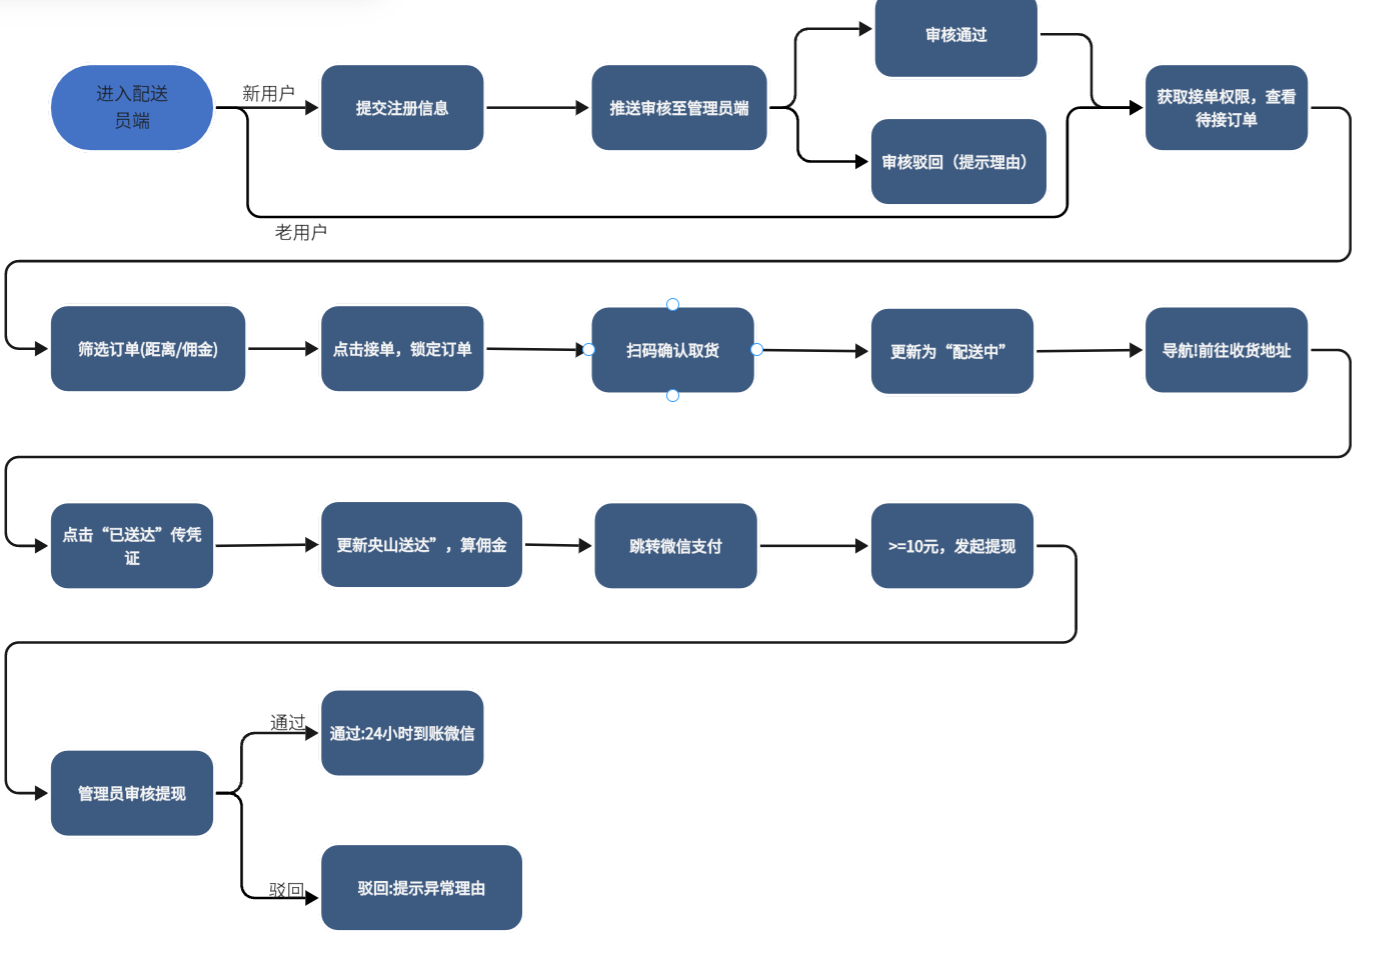 进入配送
员端
新用户
老用户
提交注册信息
推送审核至管理员端
审核通过
审核驳回（提示理由）
获取接单权限，查看
待接订单
筛选订单(距离/佣金)
点击接单，锁定订单
扫码确认取货
更新为“配送中”
导航!前往收货地址
点击“已送达”传凭
证
更新央山送达”，算佣金
跳转微信支付
>=10元，发起提现
管理员审核提现
通过
通过:24小时到账微信
驳回
驳回:提示异常理由